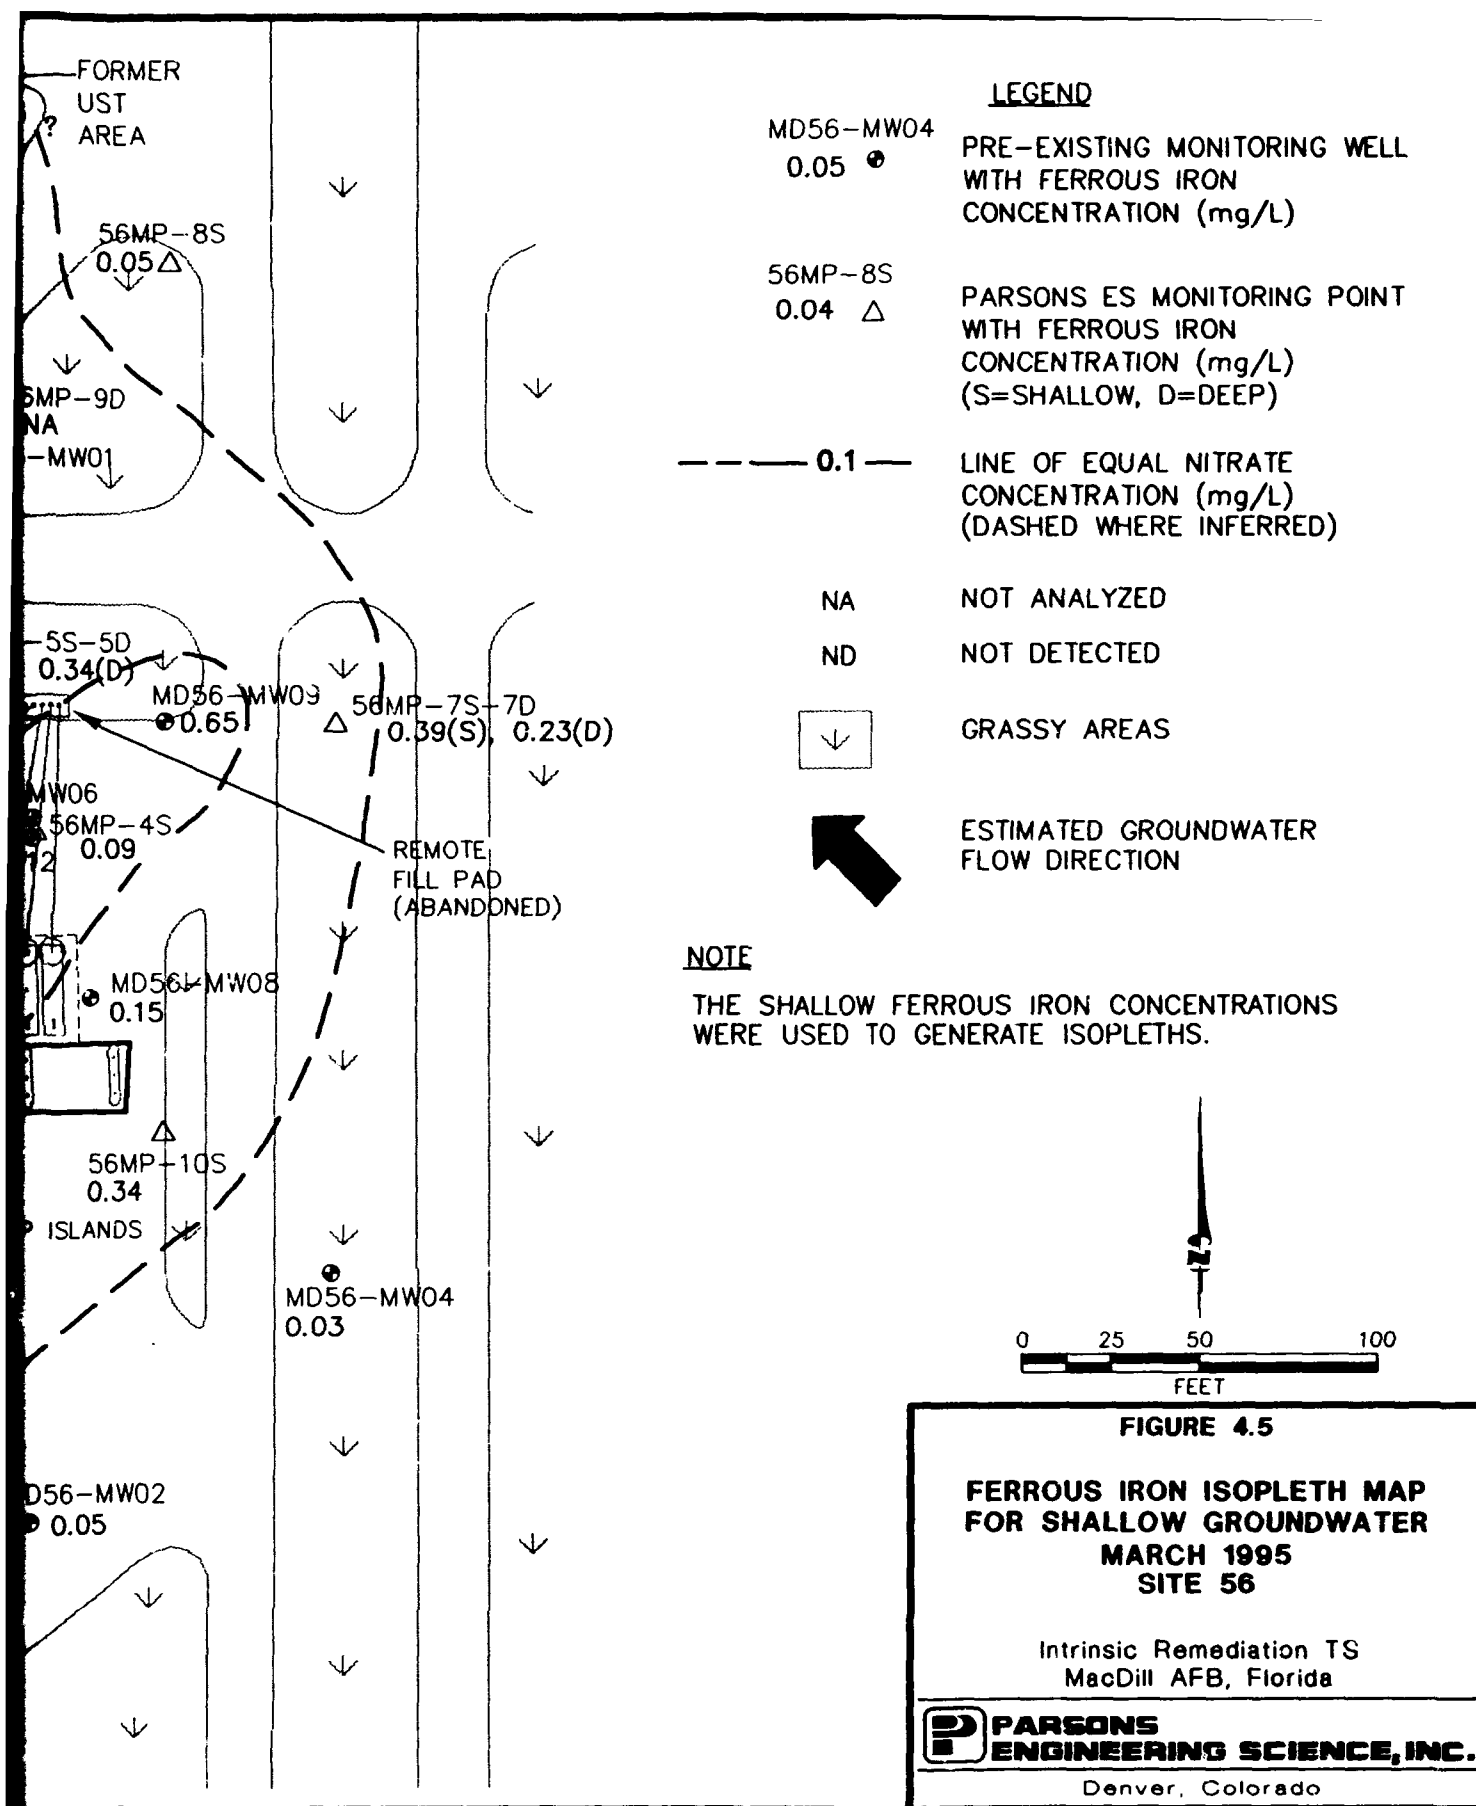 FORMER
UST
AREA
?
56MP-8S
0.05
6MP-9D
NA
-MW01
-5S-5D
0.34(D)
MD56-MW09
0.65
56MP-7S-7D
0.39(S), 0.23(D)
MW06
56MP-4S
0.09
12
REMOTE
FILL PAD
(ABANDONED)
MD56-MW08
0.15
56MP-10S
0.34
ISLANDS
MD56-MW04
0.03
D56-MW02
0.05
LEGEND
MD56-MW04
0.05
PRE-EXISTING MONITORING WELL
WITH FERROUS IRON
CONCENTRATION (mg/L)
56MP-8S
0.04
PARSONS ES MONITORING POINT
WITH FERROUS IRON
CONCENTRATION (mg/L)
(S=SHALLOW, D=DEEP)
0.1
LINE OF EQUAL NITRATE
CONCENTRATION (mg/L)
(DASHED WHERE INFERRED)
NA NOT ANALYZED
ND NOT DETECTED
GRASSY AREAS
ESTIMATED GROUNDWATER
FLOW DIRECTION
NOTE
THE SHALLOW FERROUS IRON CONCENTRATIONS
WERE USED TO GENERATE ISOPLETHS.
N
0 25 50 100
FEET
FIGURE 4.5
FERROUS IRON ISOPLETH MAP
FOR SHALLOW GROUNDWATER
MARCH 1995
SITE 56
Intrinsic Remediation TS
MacDill AFB, Florida
PARSONS
ENGINEERING SCIENCE, INC.
Denver, Colorado